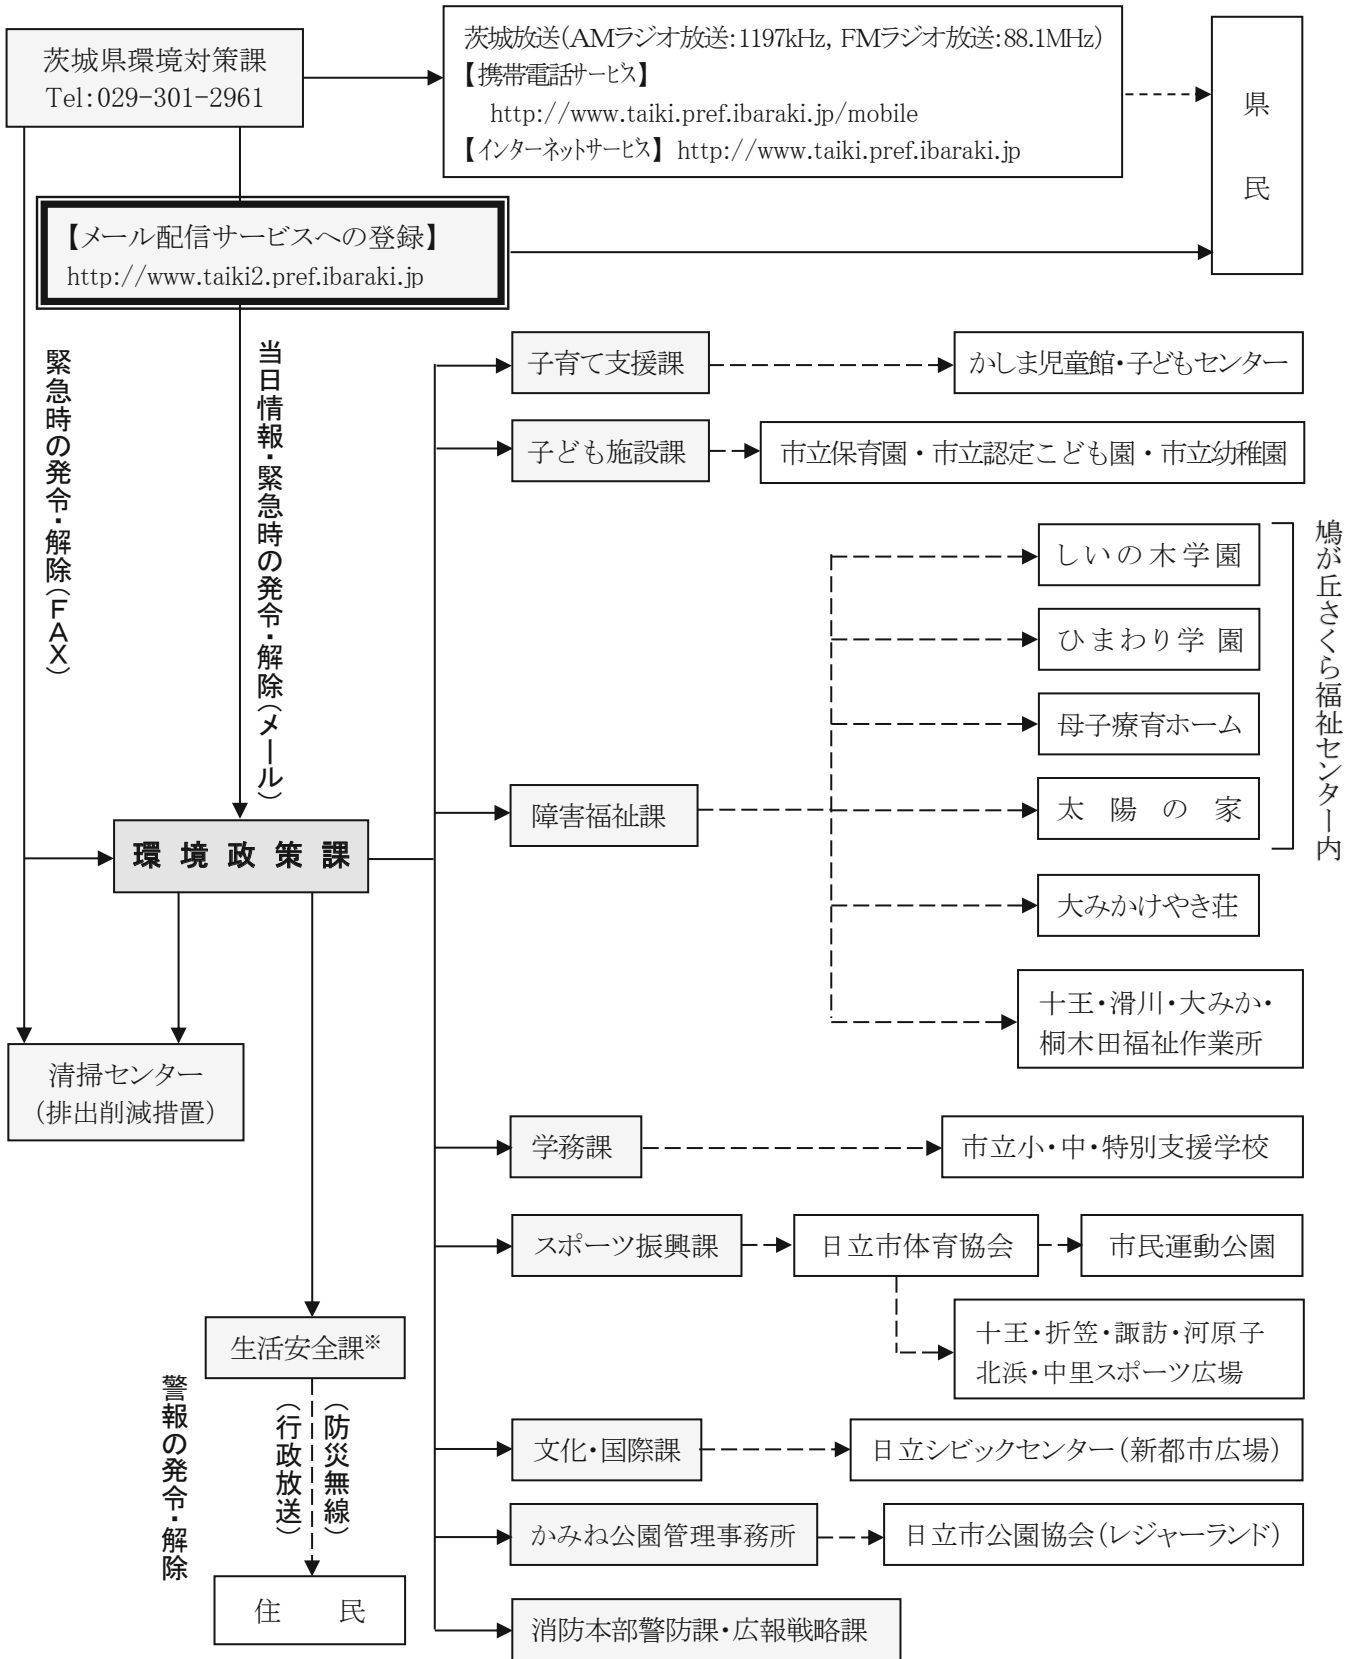 茨城県環境対策課
Tel:029-301-2961
茨城放送(AMラジオ放送:1197kHz, FMラジオ放送:88.1MHz)
【携帯電話サービス】
http://www.taiki.pref.ibaraki.jp/mobile
【インターネットサービス】 http://www.taiki.pref.ibaraki.jp
県民
【メール配信サービスへの登録】
http://www.taiki2.pref.ibaraki.jp
緊急時の発令・解除(FAX)
当日情報・緊急時の発令・解除(メール)
子育て支援課
かしま児童館・子どもセンター
子ども施設課
市立保育園・市立認定こども園・市立幼稚園
しいの木学園
ひまわり学園
母子療育ホーム
太陽の家
鳩が丘さくら福祉センター内
障害福祉課
大みかけやき荘
十王・滑川・大みか・
桐木田福祉作業所
環境政策課
清掃センター
(排出削減措置)
学務課
市立小・中・特別支援学校
スポーツ振興課
日立市体育協会
市民運動公園
十王・折笠・諏訪・河原子
北浜・中里スポーツ広場
生活安全課※
警報の発令・解除
(行政放送)
(防災無線)
住民
文化・国際課
日立シビックセンター(新都市広場)
かみね公園管理事務所
日立市公園協会(レジャーランド)
消防本部警防課・広報戦略課